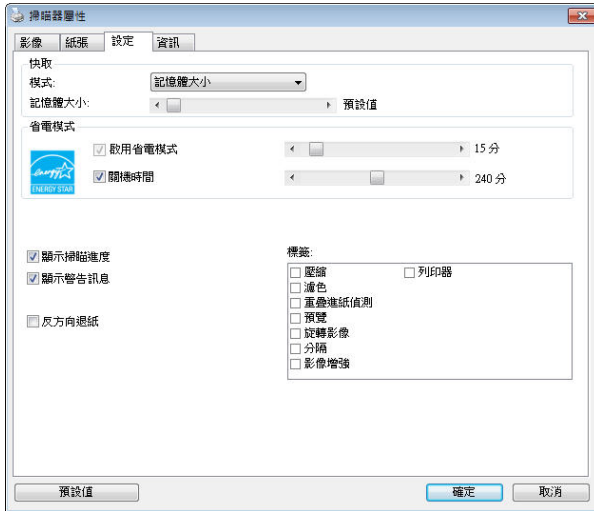 掃瞄器屬性
影像 紙張 設定 資訊
快取
模式: 記憶體大小
記憶體大小: 預設值
省電模式
ENERGY STAR
啟用省電模式 15 分
關機時間 240 分
顯示掃瞄進度
顯示警告訊息
反方向退紙
標籤:
壓縮 列印器
濾色
重疊進紙偵測
預覽
旋轉影像
分隔
影像增強
預設值 確定 取消